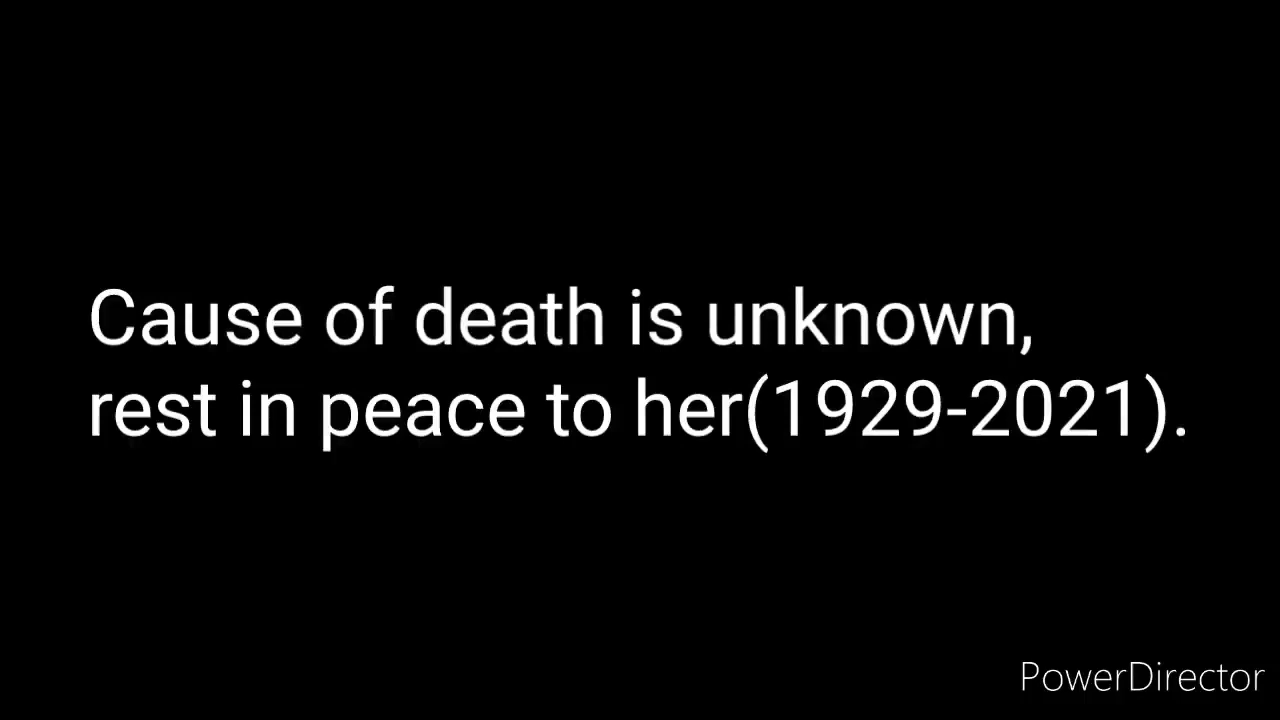 Cause of death is unknown,
rest in peace to her(1929-2021).
PowerDirector